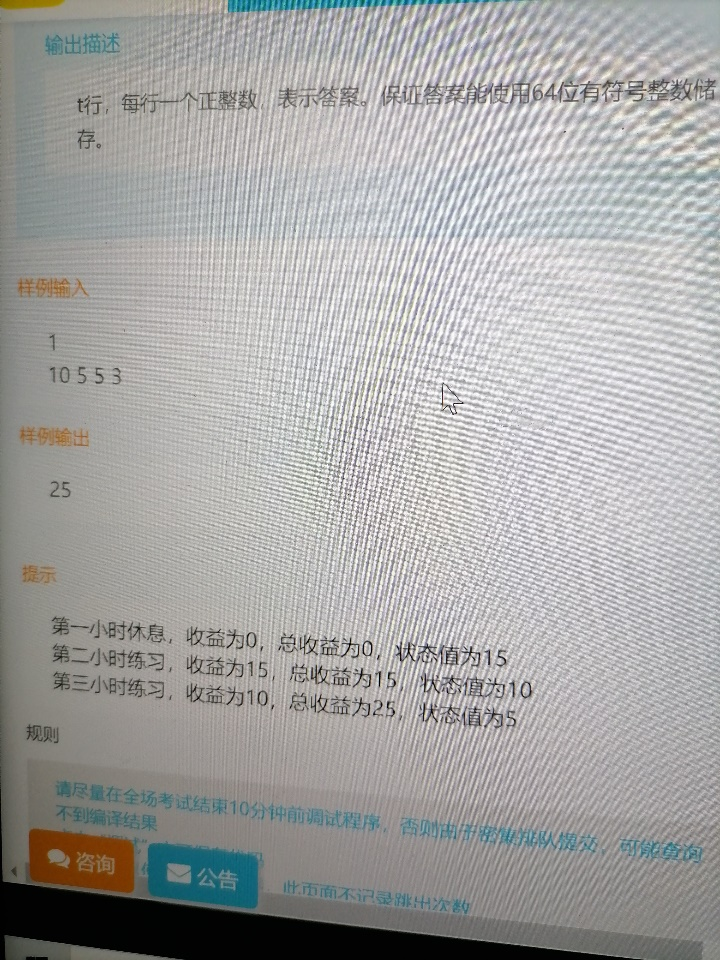 输出描述
t行，每行一个正整数，表示答案。保证答案能使用64位有符号整数储
存。
样例输入
1
10 5 5 3
样例输出
25
提示
第一小时休息，收益为0，总收益为0，状态值为15
第二小时练习，收益为15，总收益为15，状态值为10
第三小时练习，收益为10，总收益为25，状态值为5
规则
请尽量在全场考试结束10分钟前调试程序，否则由于密集排队提交，可能查询
不到编译结果
此页面不记录跳出次数
咨询
公告